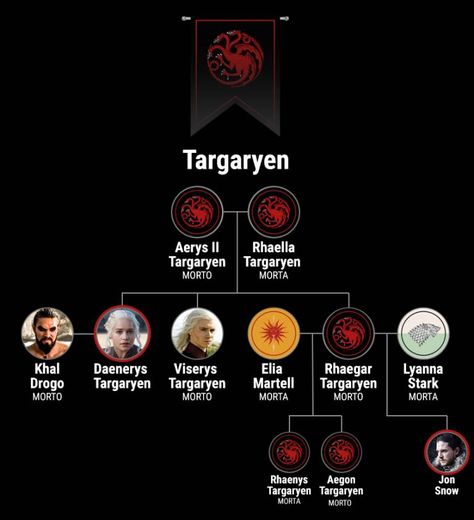 Targaryen
Aerys II
Targaryen
MORTO
Rhaella
Targaryen
MORTA
Khal
Drogo
MORTO
Daenerys
Targaryen
Viserys
Targaryen
MORTO
Elia
Martell
MORTA
Rhaegar
Targaryen
MORTO
Lyanna
Stark
MORTA
Rhaenys
Targaryen
MORTA
Aegon
Targaryen
MORTO
Jon
Snow